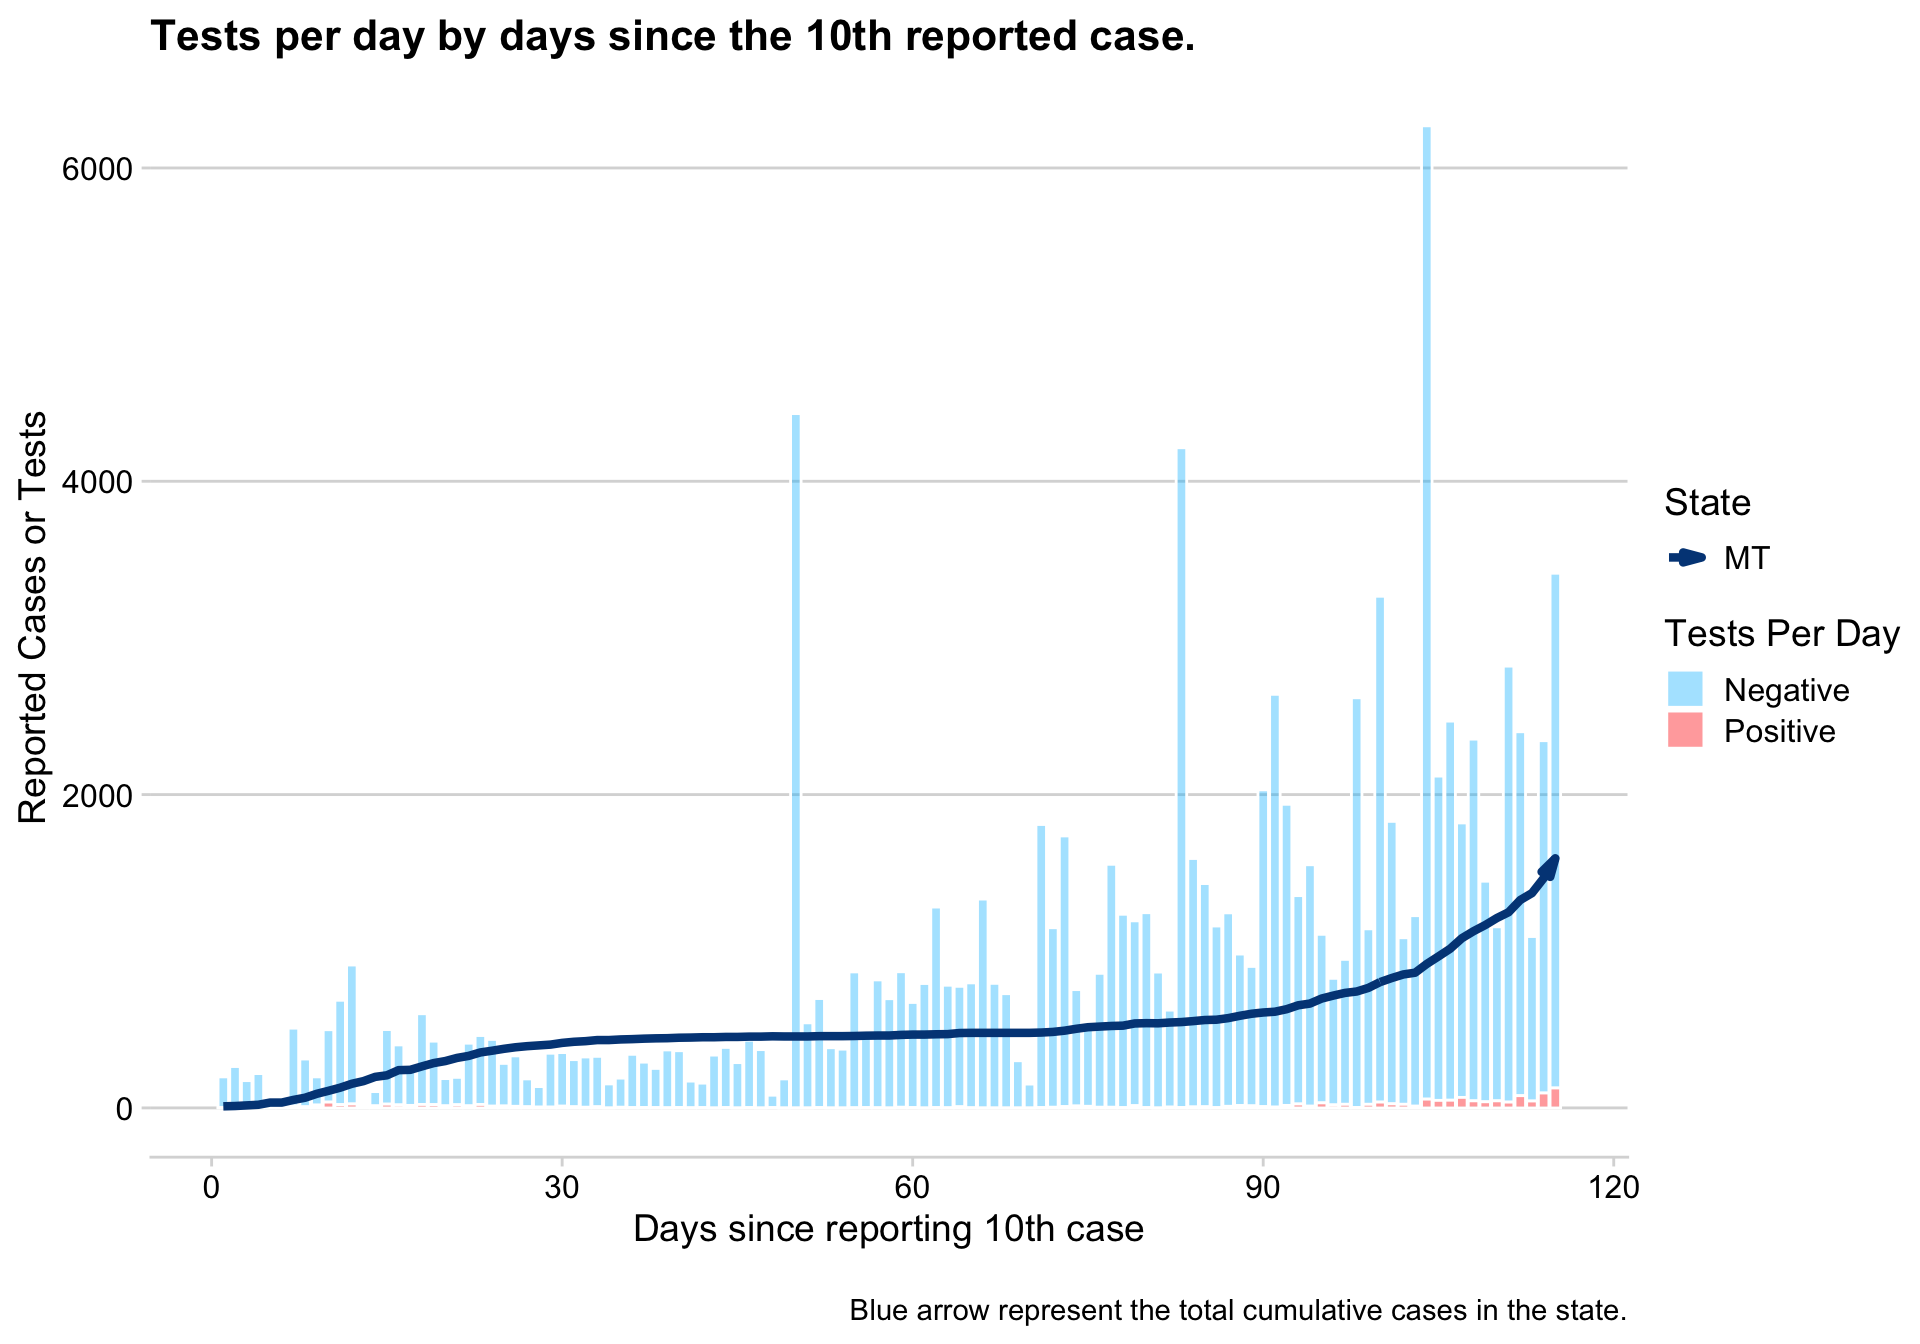 Tests per day by days since the 10th reported case.
Reported Cases or Tests
6000
4000
2000
0
0 30 60 90 120
Days since reporting 10th case
State
MT
Tests Per Day
Negative
Positive
Blue arrow represent the total cumulative cases in the state.